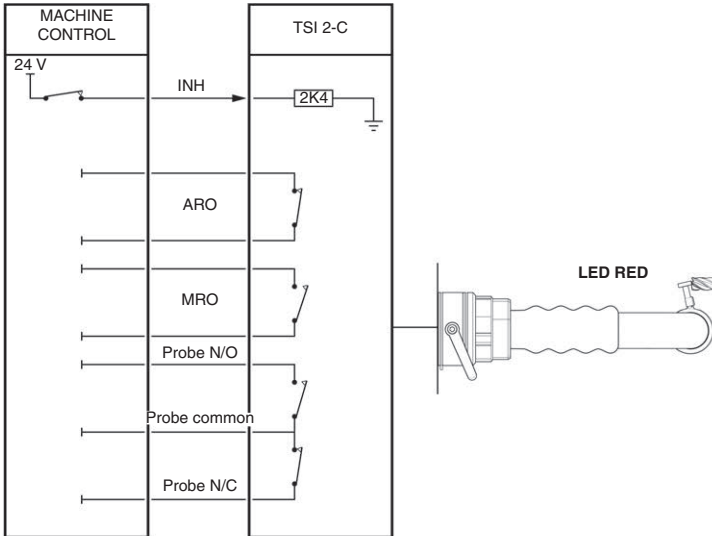 MACHINE
CONTROL
TSI 2-C
24 V
INH
2K4
ARO
LED RED
MRO
Probe N/O
Probe common
Probe N/C